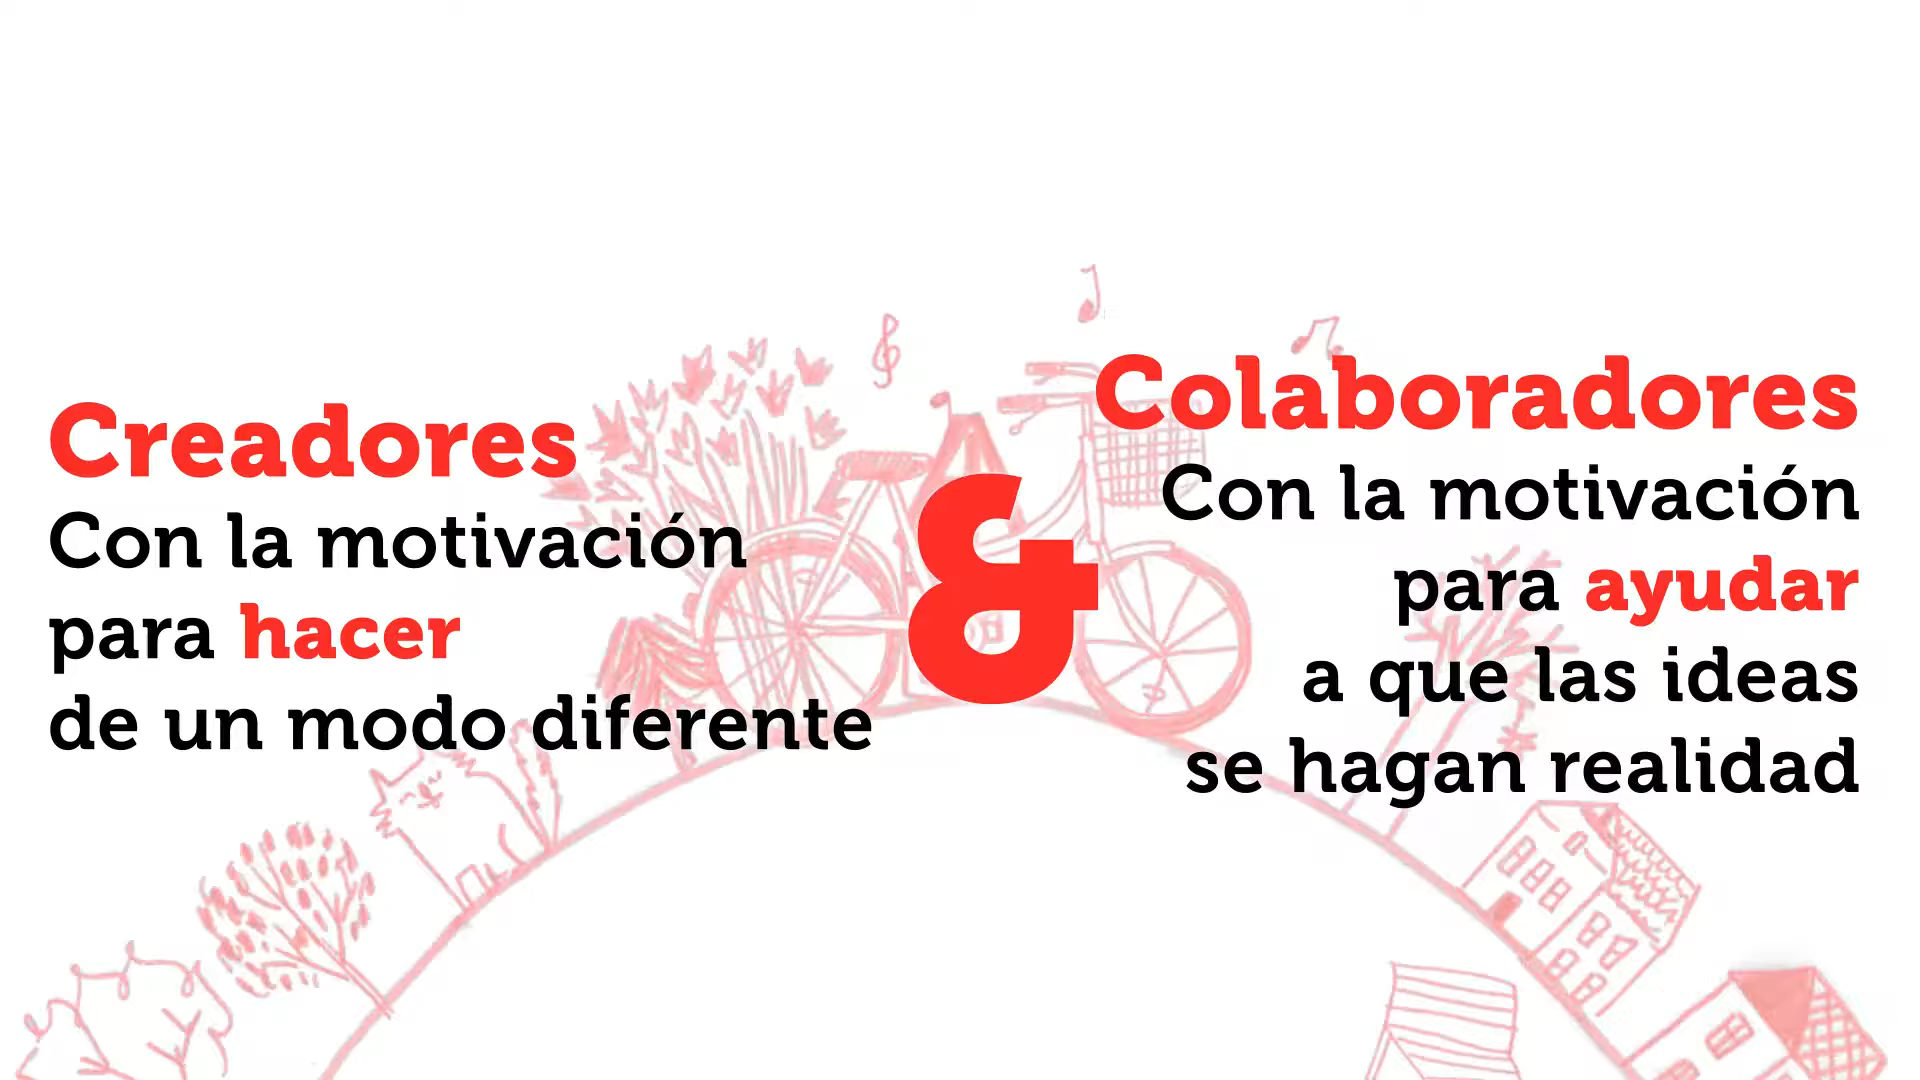 Creadores
Con la motivación
para hacer
de un modo diferente
&
Colaboradores
Con la motivación
para ayudar
a que las ideas
se hagan realidad